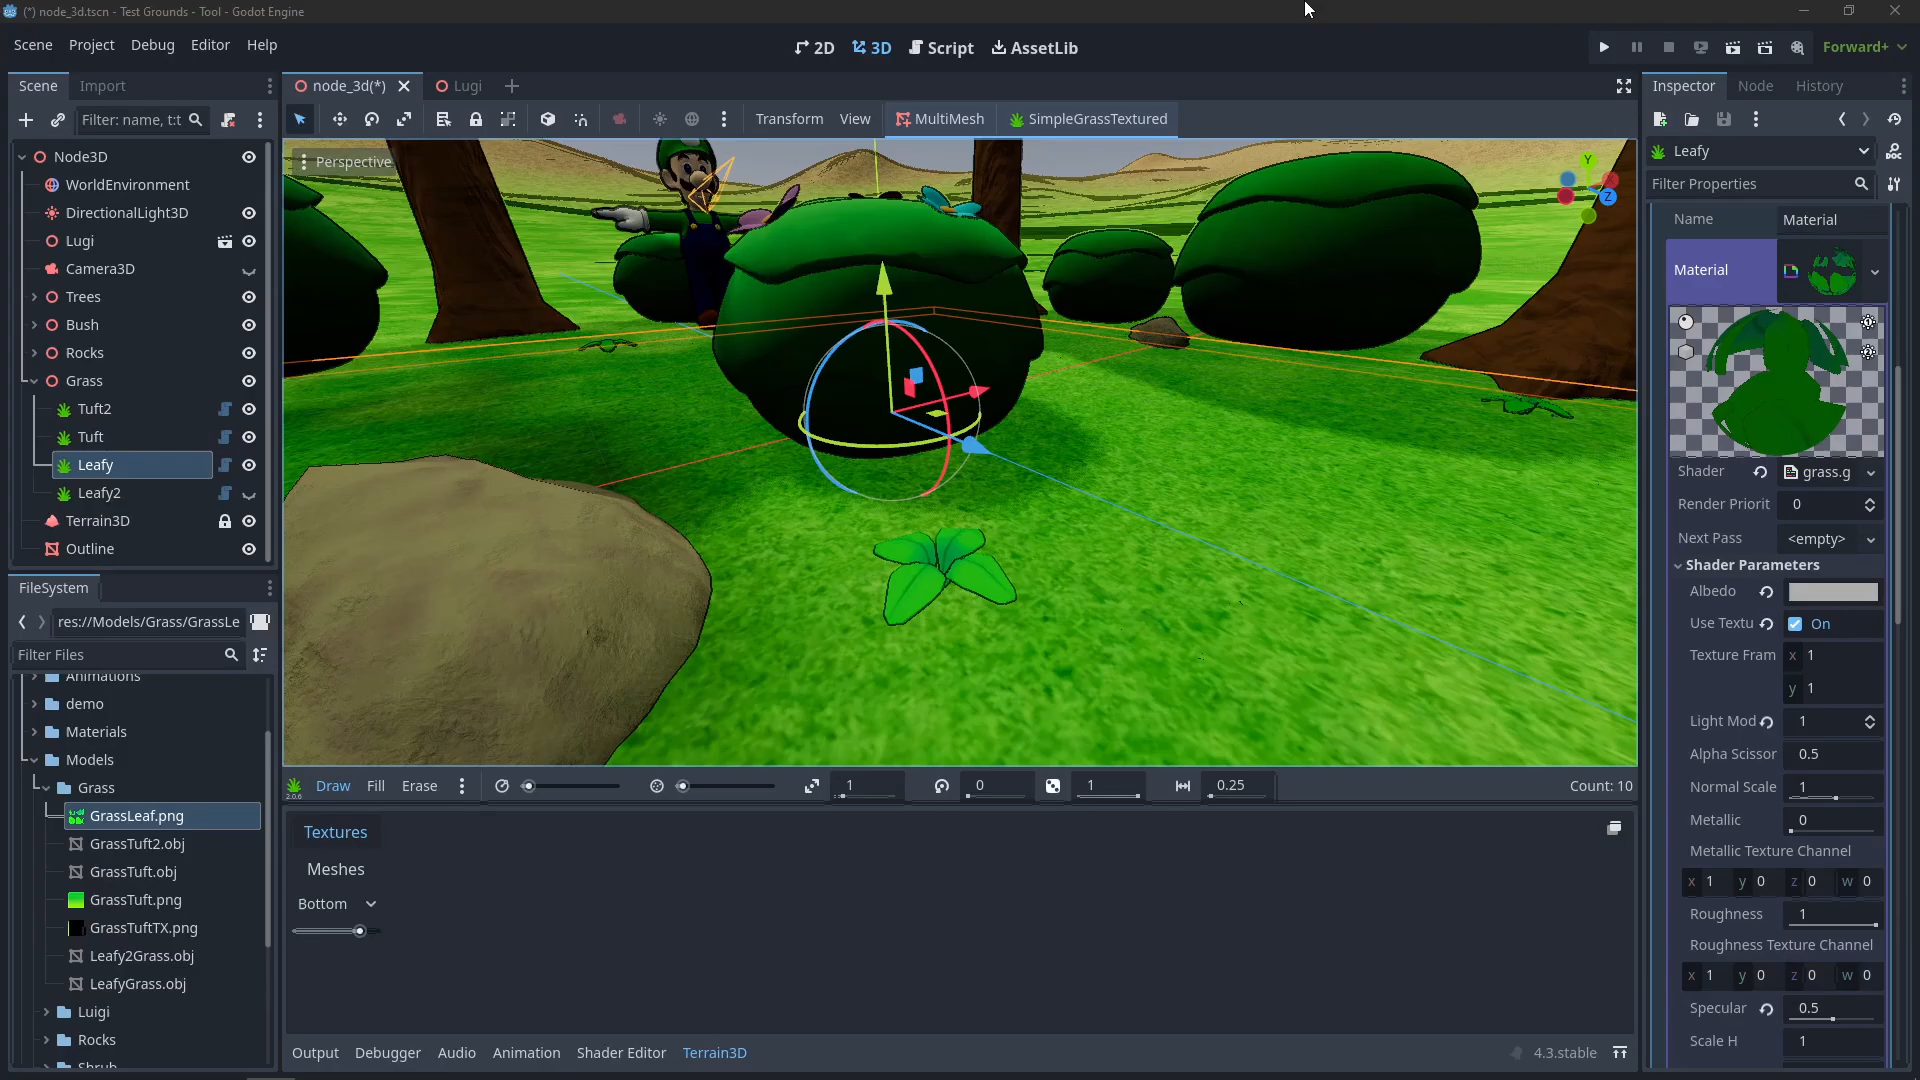 (*) node_3d.tscn - Test Grounds - Tool - Godot Engine
Scene Project Debug Editor Help
2D 3D Script AssetLib
Forward+
Scene Import
node_3d(*) Lugi
Inspector Node History
Filter: name, t:t
Transform View MultiMesh SimpleGrassTextured
Perspective
Node3D
WorldEnvironment
DirectionalLight3D
Lugi
Camera3D
Trees
Bush
Rocks
Grass
Tuft2
Tuft
Leafy
Leafy2
Terrain3D
Outline
FileSystem
res://Models/Grass/GrassLe
Filter Files
Animations
demo
Materials
Models
Grass
GrassLeaf.png
GrassTuft2.obj
GrassTuft.obj
GrassTuft.png
GrassTuftTX.png
Leafy2Grass.obj
LeafyGrass.obj
Luigi
Rocks
Shrub
Y
Z
2.0.6 Draw Fill Erase 1 0 1 0.25 Count: 10
Textures
Meshes
Bottom
Output Debugger Audio Animation Shader Editor Terrain3D 4.3.stable
Leafy
Filter Properties
Name Material
Material
Shader grass.g
Render Priorit 0
Next Pass <empty>
Shader Parameters
Albedo
Use Textu On
Texture Fram x 1
y 1
Light Mod 1
Alpha Scissor 0.5
Normal Scale 1
Metallic 0
Metallic Texture Channel
x 1 y 0 z 0 w 0
Roughness 1
Roughness Texture Channel
x 1 y 0 z 0 w 0
Specular 0.5
Scale H 1